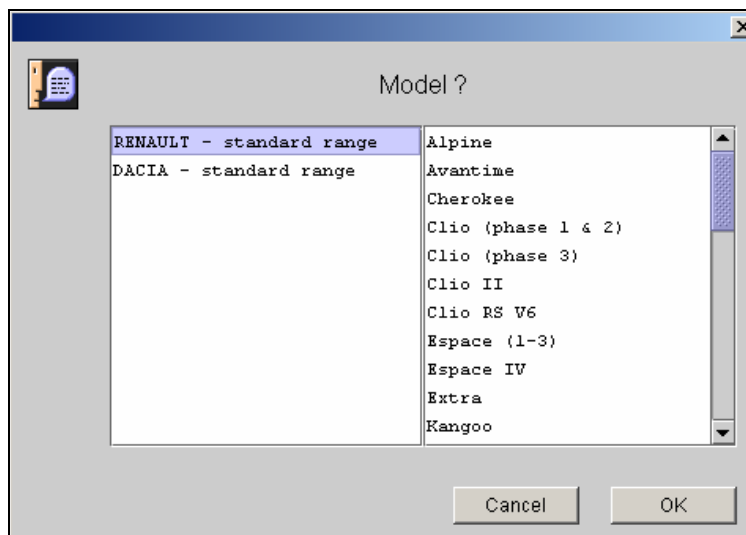 Model ?
RENAULT - standard range
DACIA - standard range
Alpine
Avantime
Cherokee
Clio (phase 1 & 2)
Clio (phase 3)
Clio II
Clio RS V6
Espace (1-3)
Espace IV
Extra
Kangoo
Cancel
OK